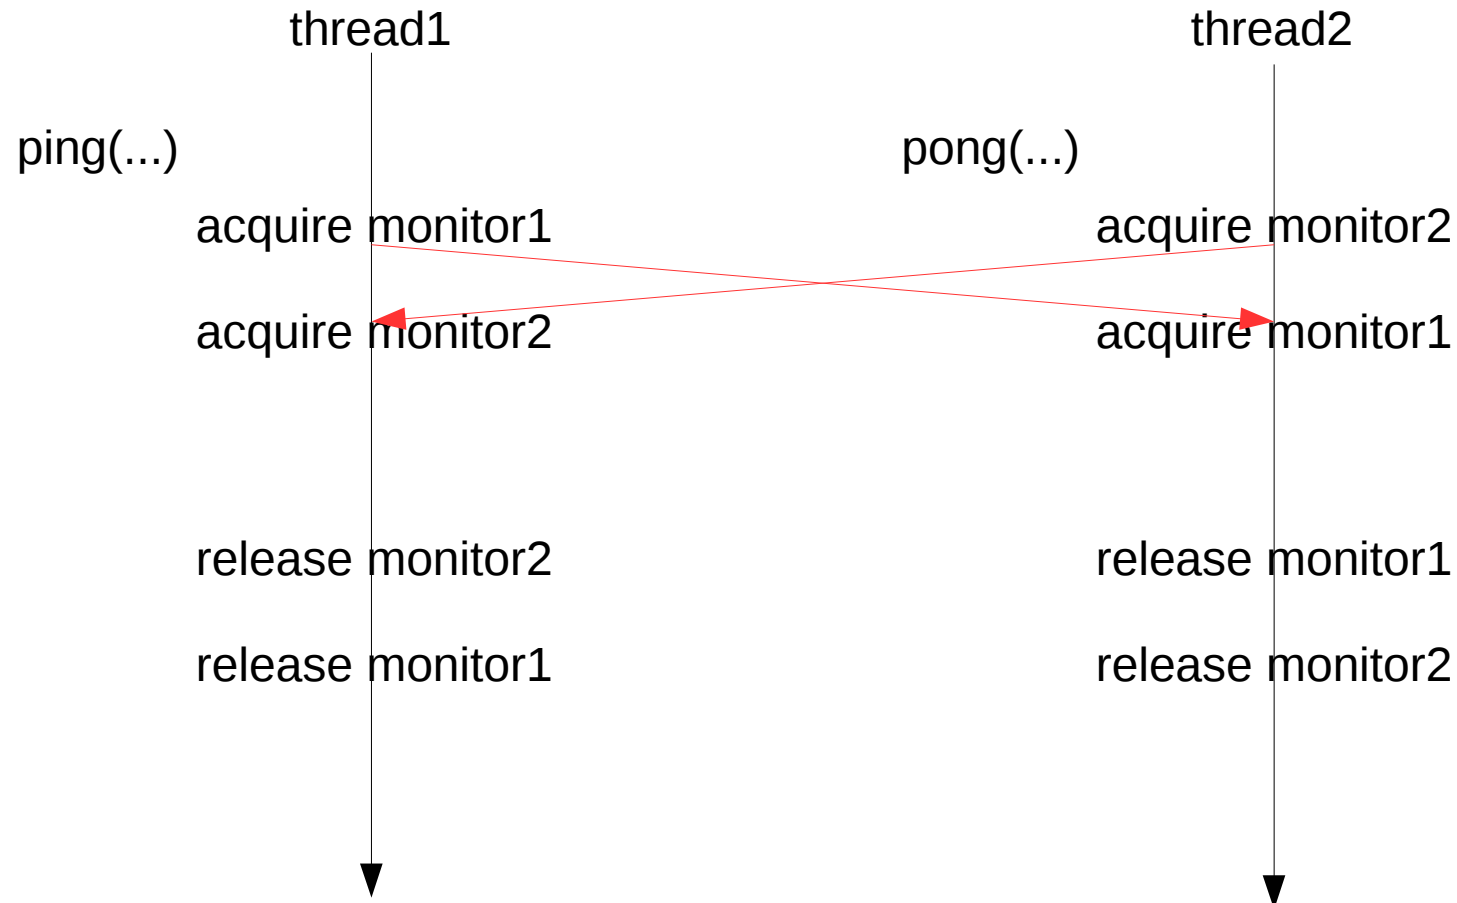 thread1
thread2
ping(...)
pong(...)
acquire monitor1
acquire monitor2
acquire monitor2
acquire monitor1
release monitor2
release monitor1
release monitor1
release monitor2